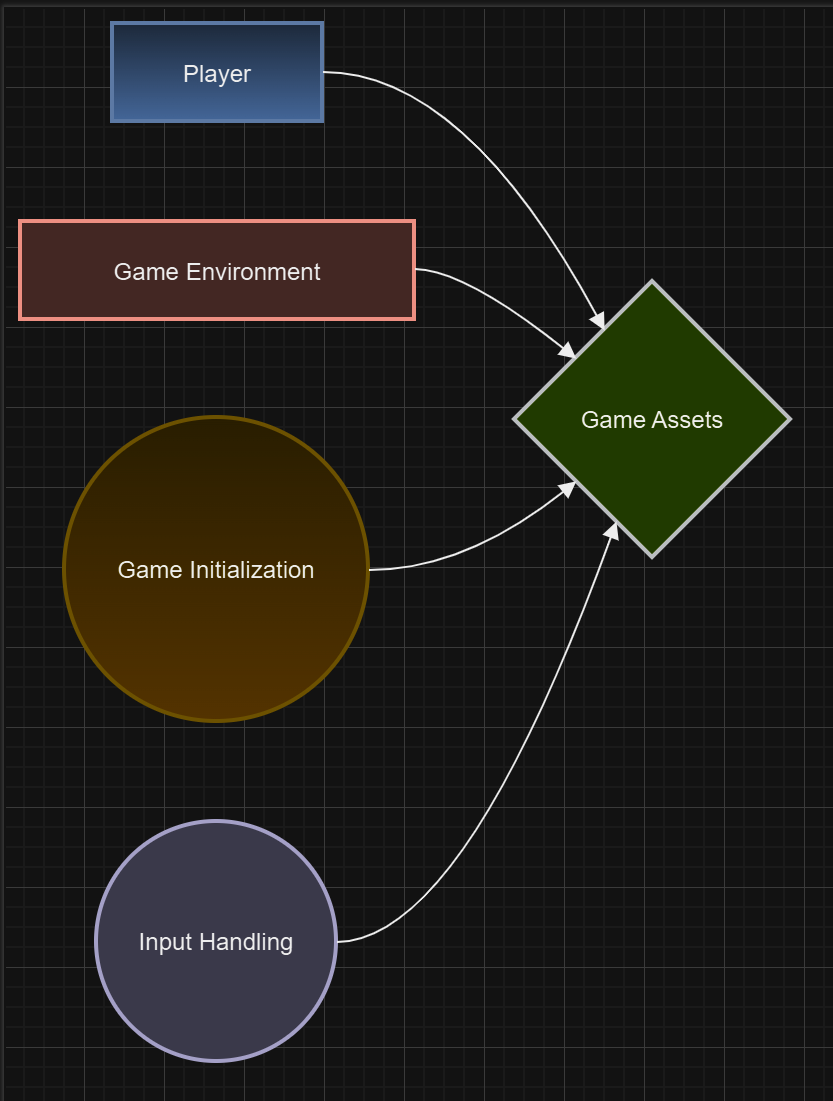 Player
Game Environment
Game Assets
Game Initialization
Input Handling